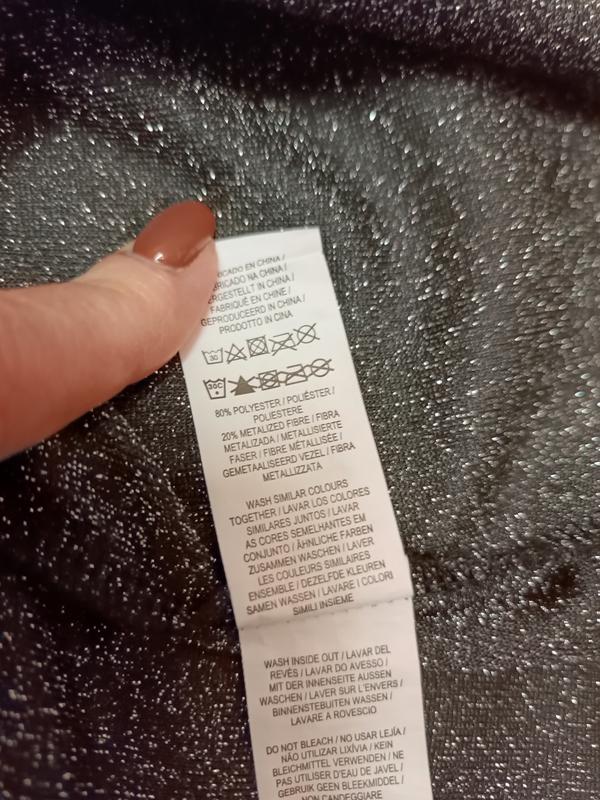 EN CHINA /
NA CHINA /
IN CHINA /
FABRIQUÉ EN CHINE /
GEPRODUCEERD IN CHINA /
PRODOTTO IN CINA
30
30C
80% POLYESTER / POLIÉSTER /
POLIESTERE
20% METALIZED FIBRE / FIBRA
METALIZADA / METALLISIERTE
FASER / FIBRE MÉTALLISÉE /
GEMETAALISEERD VEZEL / FIBRA
METALLIZZATA
WASH SIMILAR COLOURS
TOGETHER / LAVAR LOS COLORES
SIMILARES JUNTOS / LAVAR
AS CORES SEMELHANTES EM
CONJUNTO / ÄHNLICHE FARBEN
ZUSAMMEN WASCHEN / LAVER
LES COULEURS SIMILAIRES
ENSEMBLE / DEZELFDE KLEUREN
SAMEN WASSEN / LAVARE I COLORI
SIMILI INSIEME
WASH INSIDE OUT / LAVAR DEL
REVÉS / LAVAR DO AVESSO /
MIT DER INNENSEITE AUSSEN
WASCHEN / LAVER SUR L'ENVERS /
BINNENSTEBUITEN WASSEN /
LAVARE A ROVESCIO
DO NOT BLEACH / NO USAR LEJÍA /
NÃO UTILIZAR LIXÍVIA / KEIN
BLEICHMITTEL VERWENDEN / NE
PAS UTILISER D'EAU DE JAVEL /
GEBRUIK GEEN BLEEKMIDDEL /
NON CANDEGGIARE